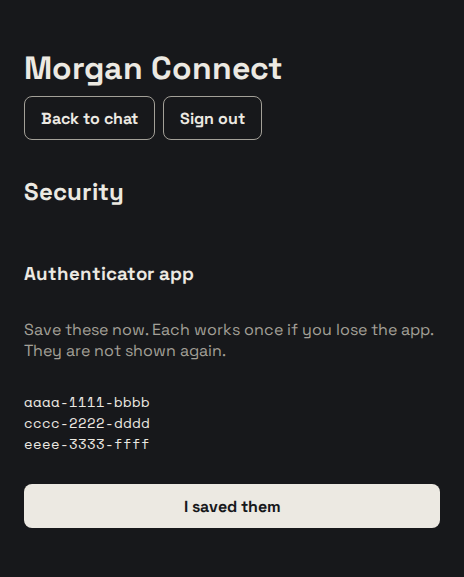 Morgan Connect
Back to chat
Sign out
Security
Authenticator app
Save these now. Each works once if you lose the app.
They are not shown again.
aaaa-1111-bbbb
cccc-2222-dddd
eeee-3333-ffff
I saved them